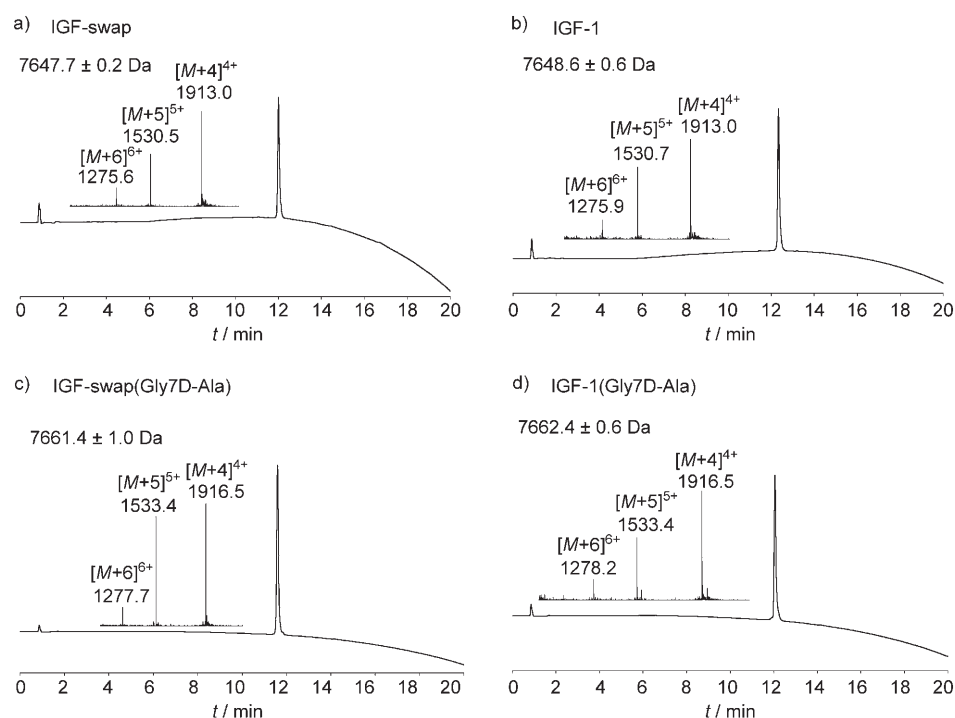 a) IGF-swap
7647.7 ± 0.2 Da
[M+4]4+
1913.0
[M+5]5+
1530.5
[M+6]6+
1275.6
0 2 4 6 8 10 12 14 16 18 20
t / min
b) IGF-1
7648.6 ± 0.6 Da
[M+4]4+
1913.0
[M+5]5+
1530.7
[M+6]6+
1275.9
0 2 4 6 8 10 12 14 16 18 20
t / min
c) IGF-swap(Gly7D-Ala)
7661.4 ± 1.0 Da
[M+5]5+ [M+4]4+
1533.4 1916.5
[M+6]6+
1277.7
0 2 4 6 8 10 12 14 16 18 20
t / min
d) IGF-1(Gly7D-Ala)
7662.4 ± 0.6 Da
[M+4]4+
1916.5
[M+5]5+
1533.4
[M+6]6+
1278.2
0 2 4 6 8 10 12 14 16 18 20
t / min